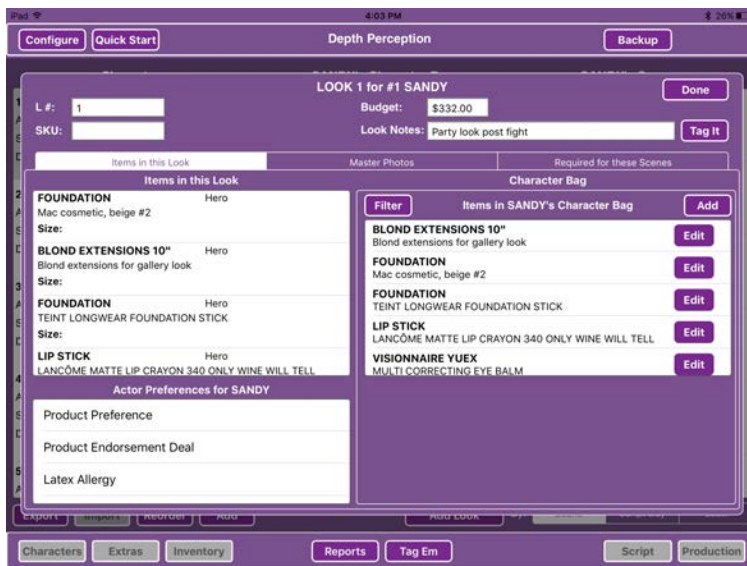 iPad
4:03 PM
20%
Configure
Quick Start
Depth Perception
Backup
LOOK 1 for #1 SANDY
Done
L #:
1
Budget:
$332.00
SKU:
Look Notes:
Party look post fight
Tag It
Items in this Look
Master Photos
Required for these Scenes
Items in this Look
Character Bag
FOUNDATION Hero
Mac cosmetic, beige #2
Size:
BLOND EXTENSIONS 10" Hero
Blond extensions for gallery look
Size:
FOUNDATION Hero
TEINT LONGWEAR FOUNDATION STICK
Size:
LIP STICK Hero
LANCÔME MATTE LIP CRAYON 340 ONLY WINE WILL TELL
Filter
Items in SANDY's Character Bag
Add
BLOND EXTENSIONS 10"
Blond extensions for gallery look
Edit
FOUNDATION
Mac cosmetic, beige #2
Edit
FOUNDATION
TEINT LONGWEAR FOUNDATION STICK
Edit
LIP STICK
LANCÔME MATTE LIP CRAYON 340 ONLY WINE WILL TELL
Edit
VISIONNAIRE YUEX
MULTI CORRECTING EYE BALM
Edit
Actor Preferences for SANDY
Product Preference
Product Endorsement Deal
Latex Allergy
Export
Import
Reorder
Add
Add Look
Characters
Extras
Inventory
Reports
Tag Em
Script
Production